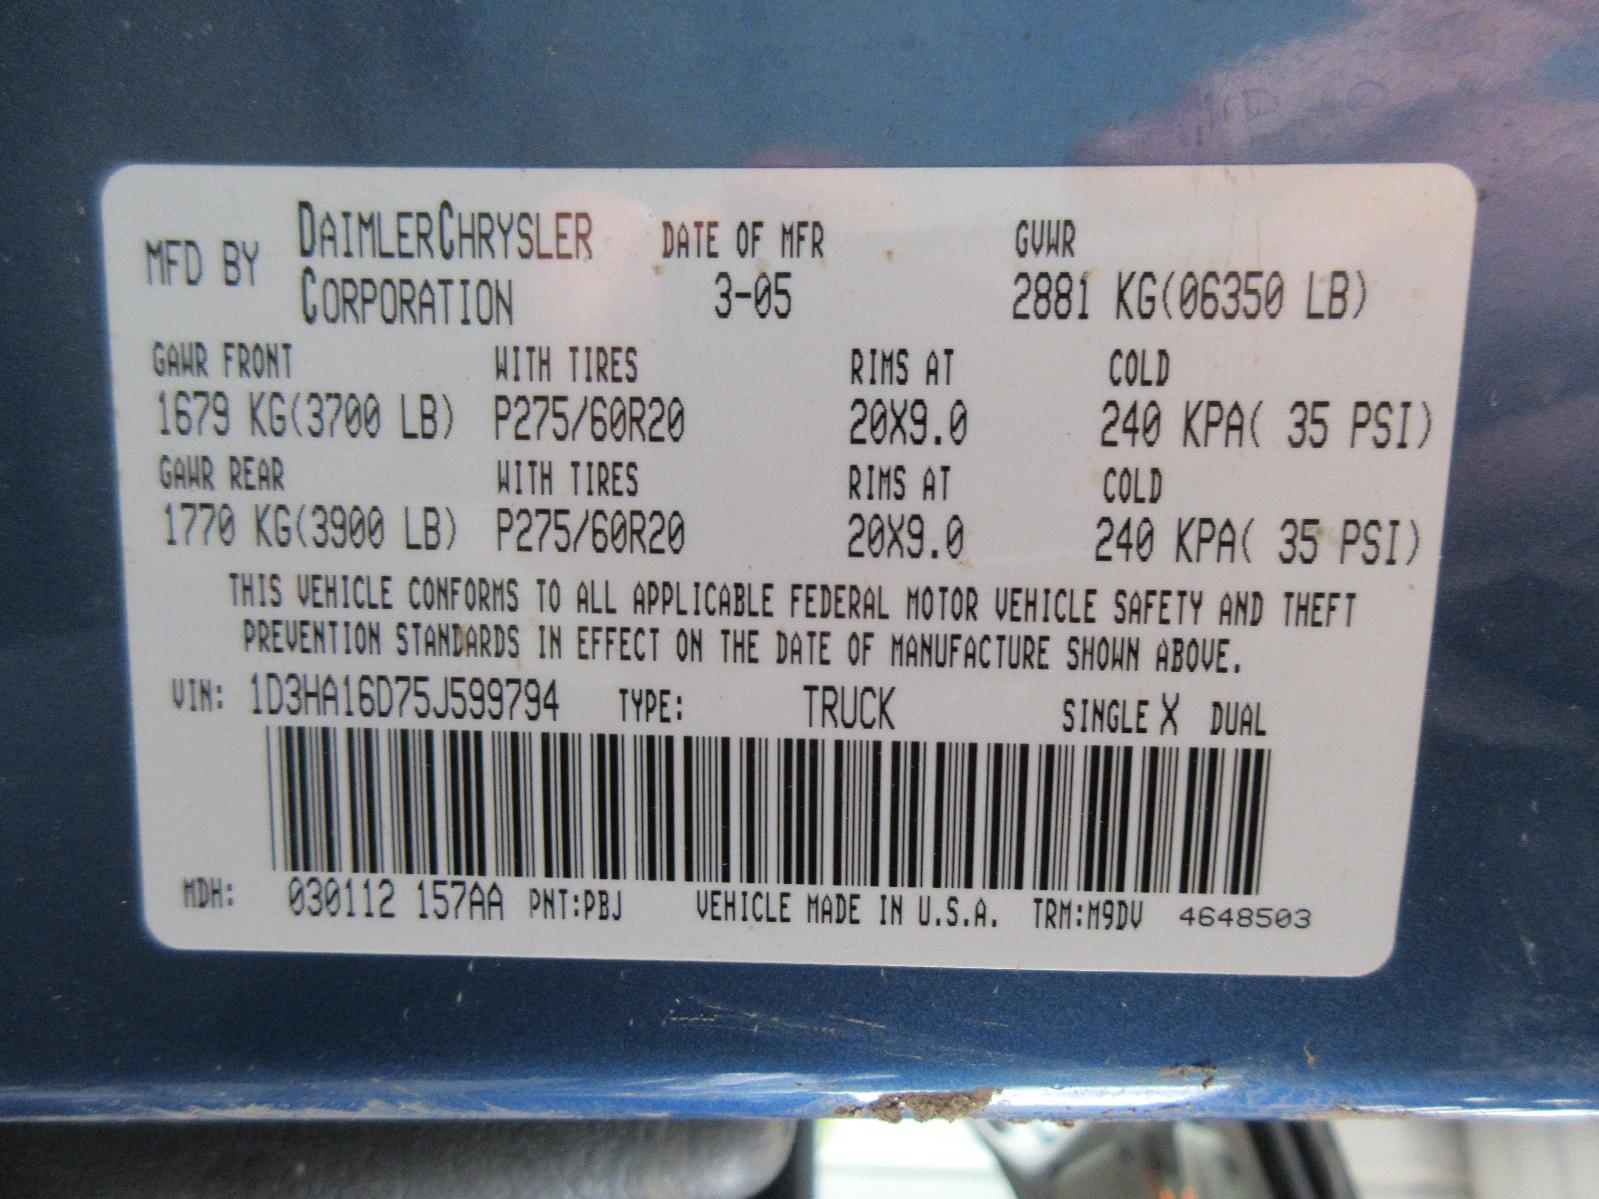 MFD BY DAIMLERCHRYSLER CORPORATION DATE OF MFR 3-05 GVWR 2881 KG(06350 LB)
GAWR FRONT WITH TIRES RIMS AT COLD
1679 KG(3700 LB) P275/60R20 20X9.0 240 KPA( 35 PSI)
GAWR REAR WITH TIRES RIMS AT COLD
1770 KG(3900 LB) P275/60R20 20X9.0 240 KPA( 35 PSI)
THIS VEHICLE CONFORMS TO ALL APPLICABLE FEDERAL MOTOR VEHICLE SAFETY AND THEFT
PREVENTION STANDARDS IN EFFECT ON THE DATE OF MANUFACTURE SHOWN ABOVE.
VIN: 1D3HA16D75J599794 TYPE: TRUCK SINGLE X DUAL
MDH: 030112 157AA PNT:PBJ VEHICLE MADE IN U.S.A. TRM:M9DV 4648503